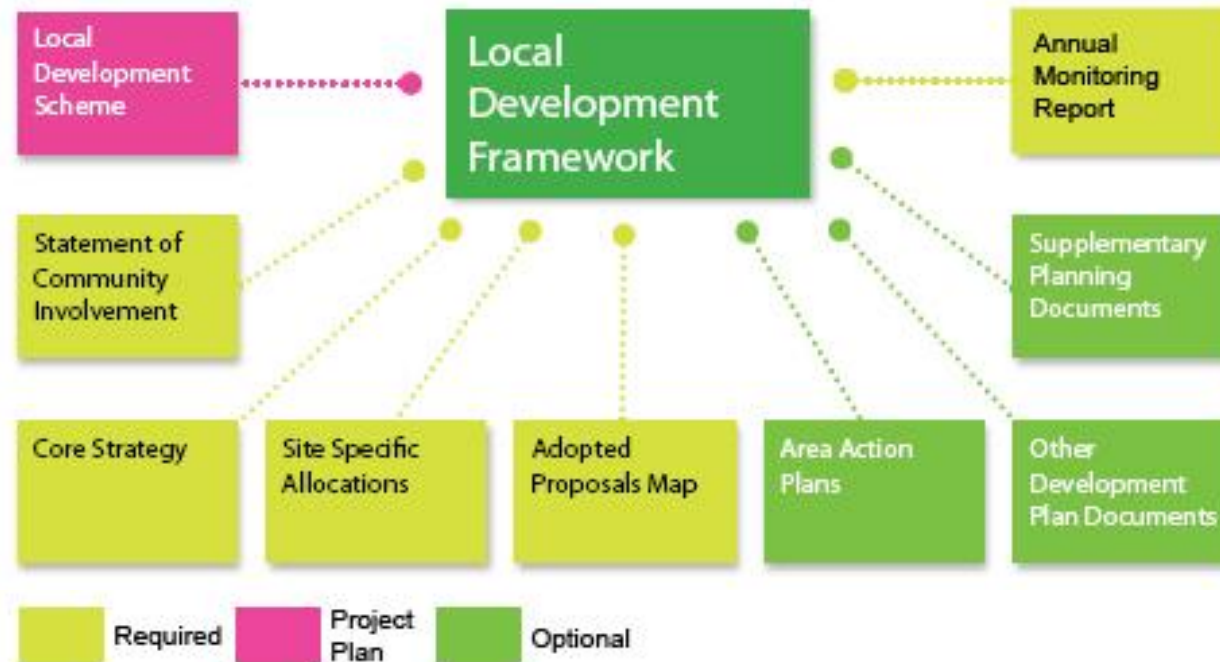 Local
Development
Scheme
Local
Development
Framework
Annual
Monitoring
Report
Statement of
Community
Involvement
Supplementary
Planning
Documents
Core Strategy
Site Specific
Allocations
Adopted
Proposals Map
Area Action
Plans
Other
Development
Plan Documents
Required
Project
Plan
Optional